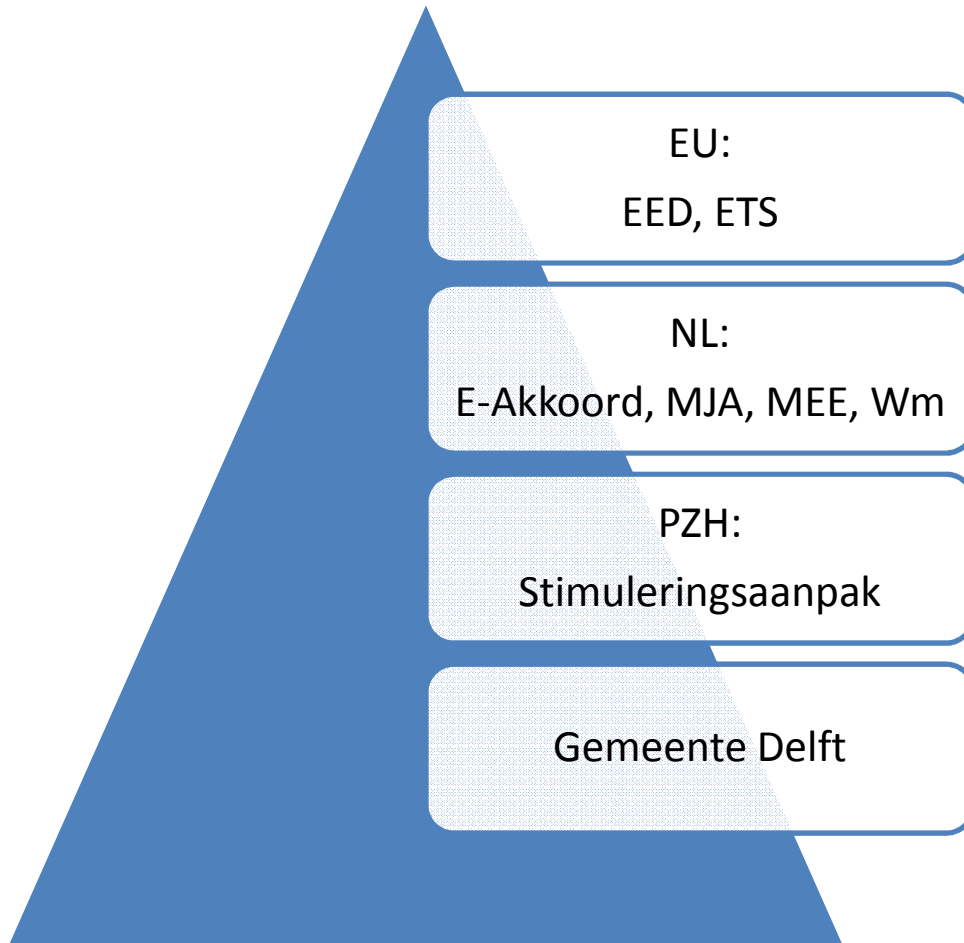 EU:
EED, ETS
NL:
E-Akkoord, MJA, MEE, Wm
PZH:
Stimuleringsaanpak
Gemeente Delft